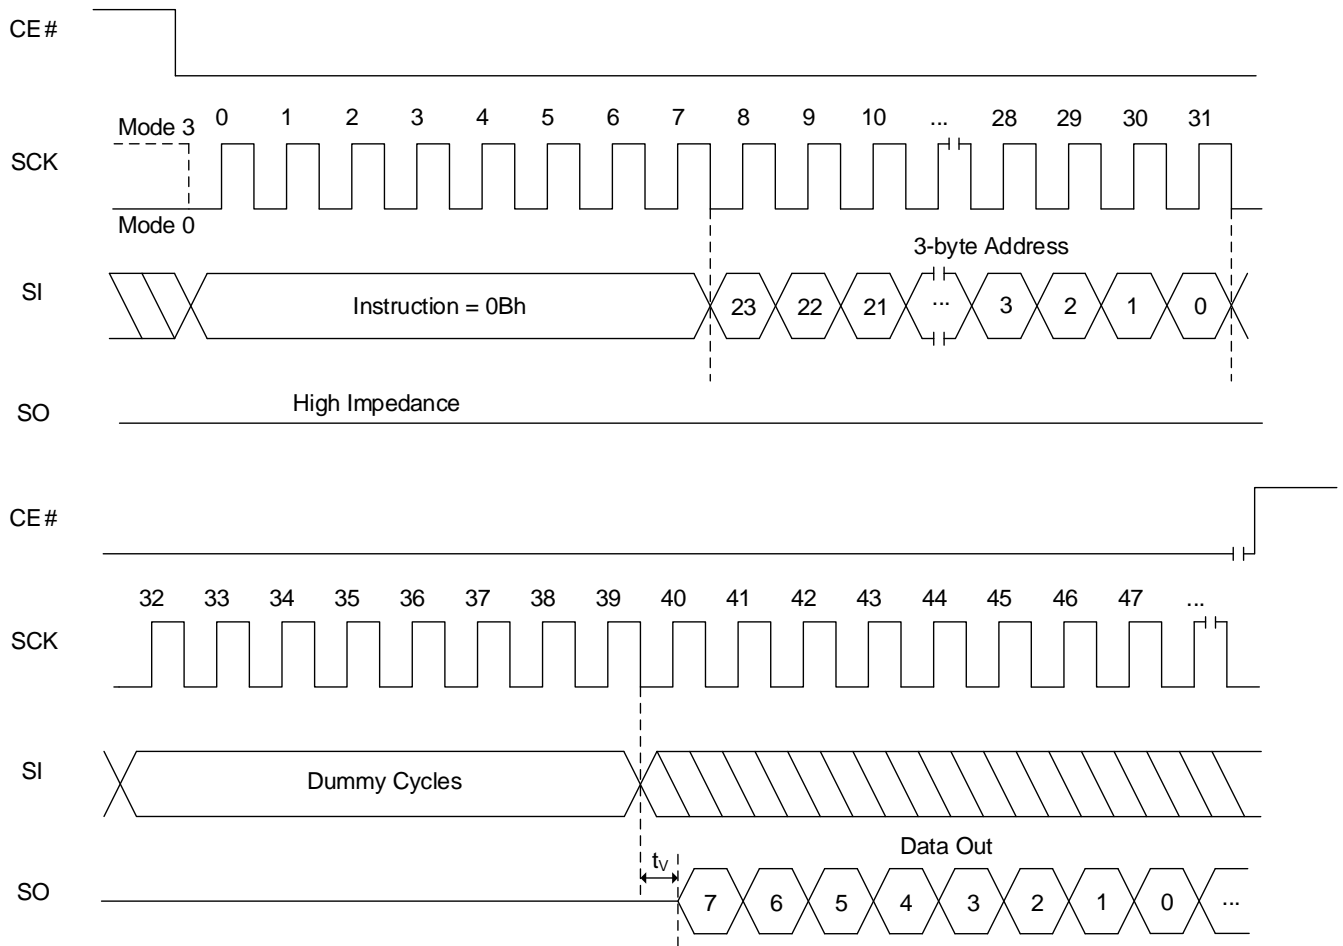 CE#
0 1 2 3 4 5 6 7 8 9 10 ... 28 29 30 31
Mode 3
SCK
Mode 0
3-byte Address
SI
Instruction = 0Bh 23 22 21 ... 3 2 1 0
High Impedance
SO
CE#
32 33 34 35 36 37 38 39 40 41 42 43 44 45 46 47 ...
SCK
SI
Dummy Cycles
Data Out
tV
SO
7 6 5 4 3 2 1 0 ...